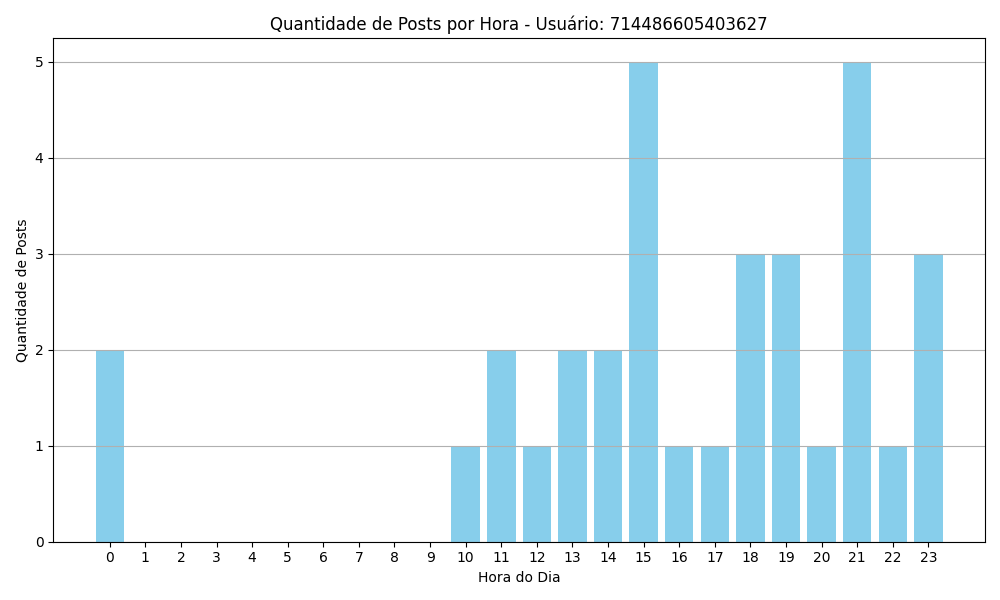 Quantidade de Posts por Hora - Usuário: 714486605403627
Quantidade de Posts
5
4
3
2
1
0
0 1 2 3 4 5 6 7 8 9 10 11 12 13 14 15 16 17 18 19 20 21 22 23
Hora do Dia